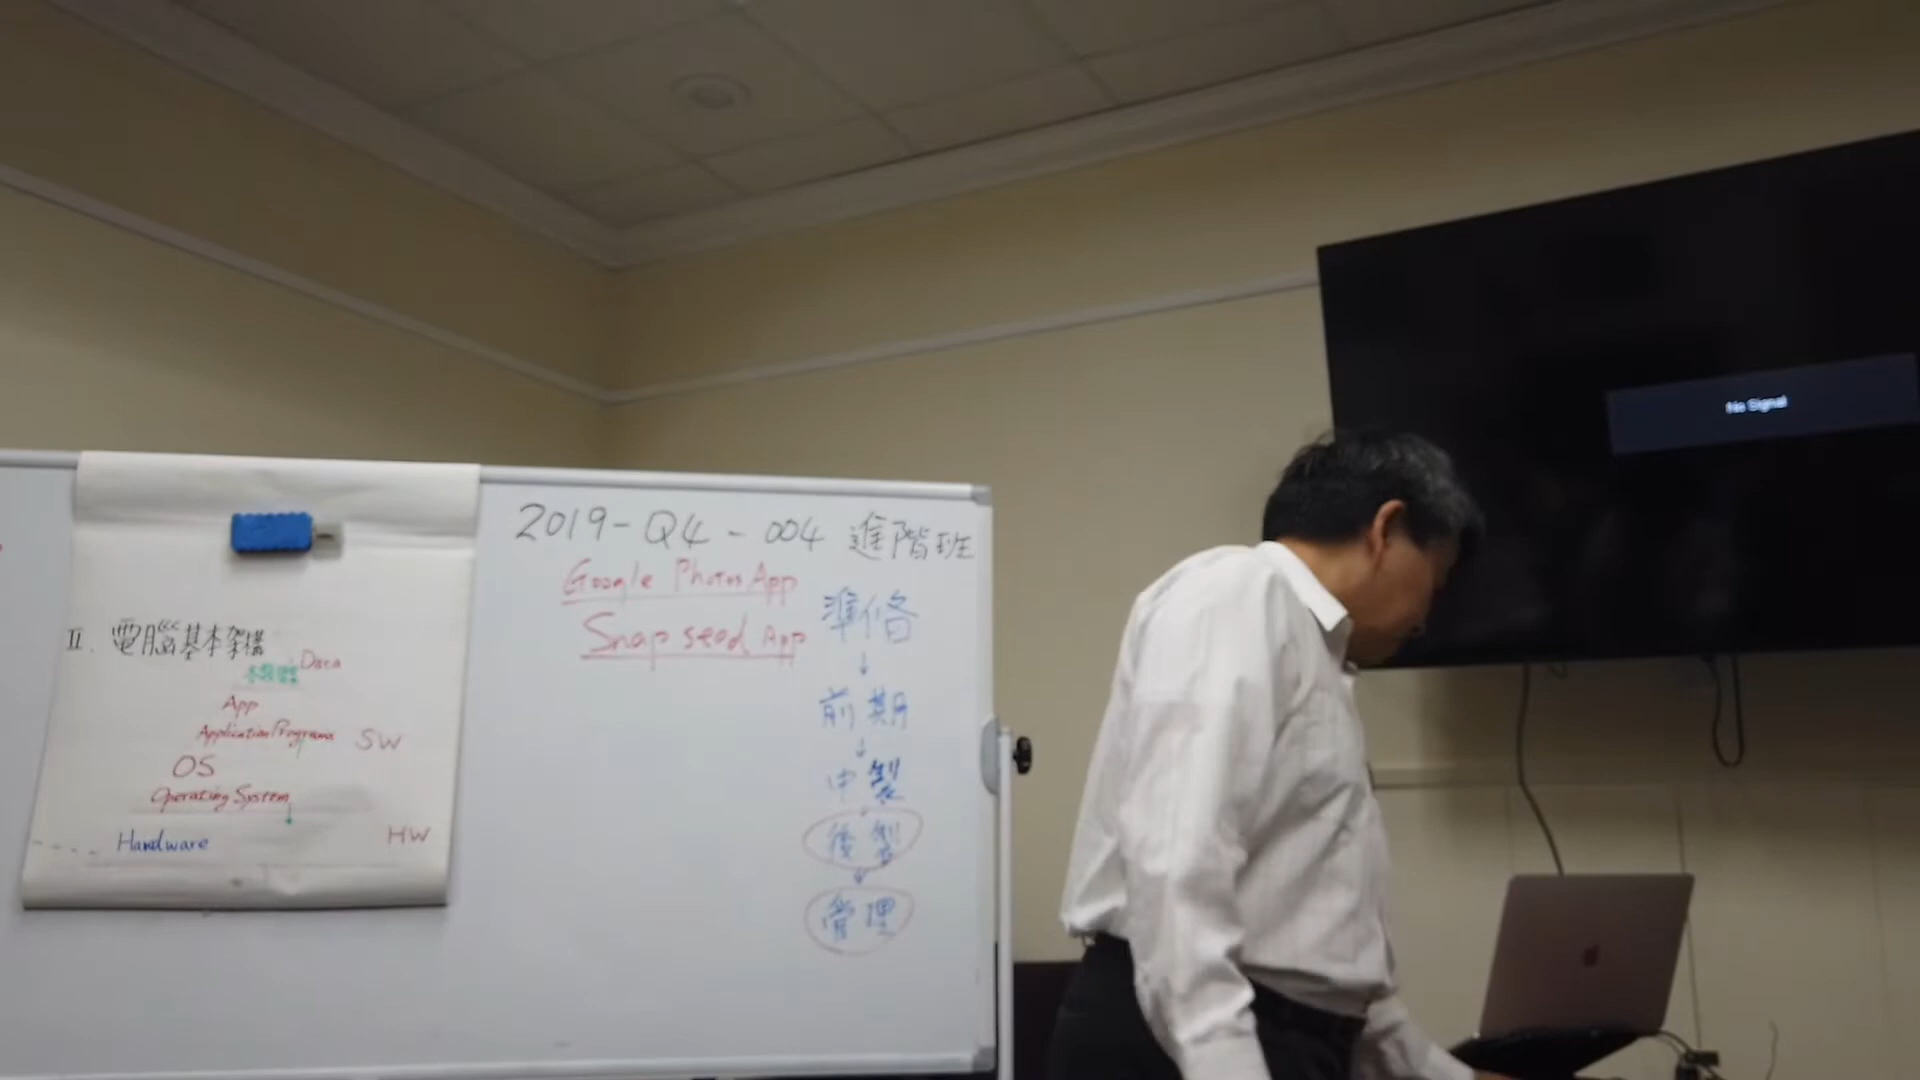 II. 電腦基本架構
Data
App
Application Programs SW
OS
Operating System
Hardware HW
2019-Q4-004 進階班
Google Photos App
Snap seed App
準備
↓
前期
↓
中製
↓
後製
↓
管理
No Signal